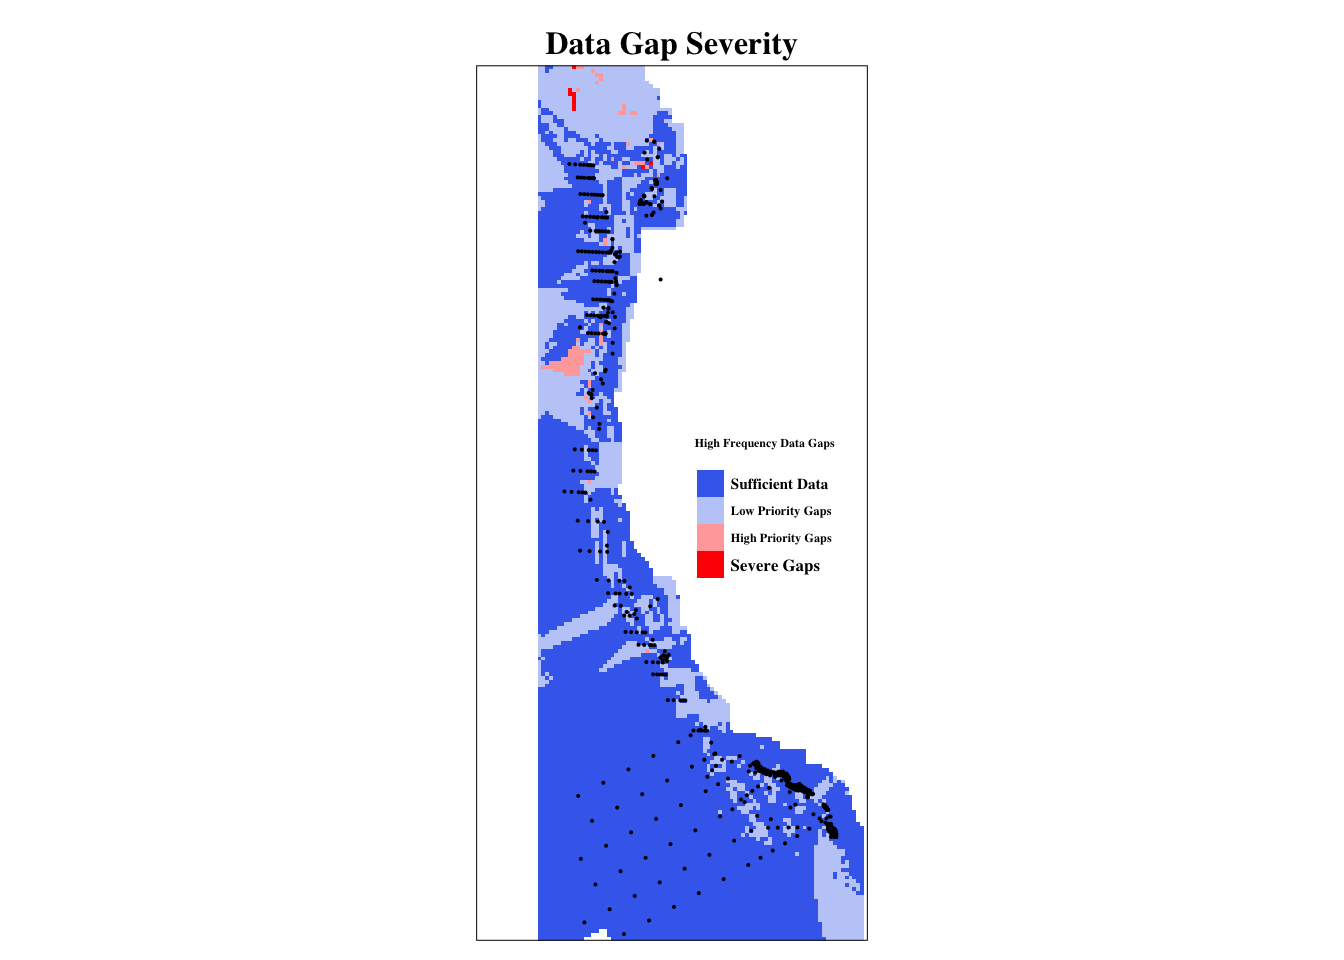 Data Gap Severity
High Frequency Data Gaps
Sufficient Data
Low Priority Gaps
High Priority Gaps
Severe Gaps